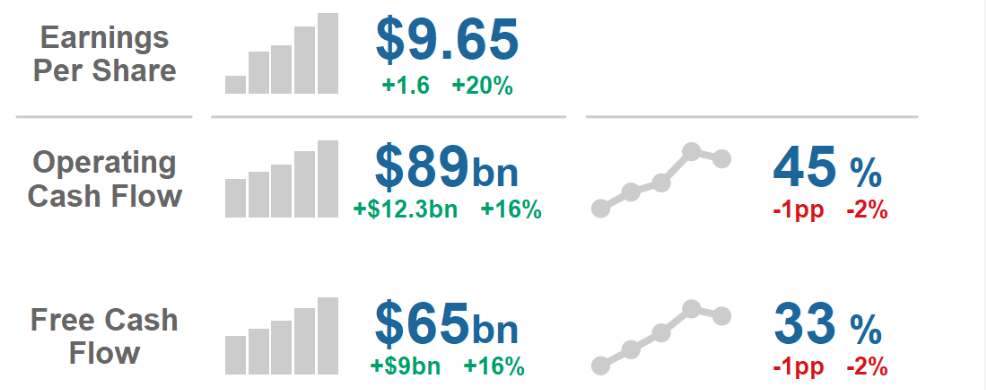 Earnings
Per Share
$9.65
+1.6 +20%
Operating
Cash Flow
$89bn
+$12.3bn +16%
45 %
-1pp -2%
Free Cash
Flow
$65bn
+$9bn +16%
33 %
-1pp -2%